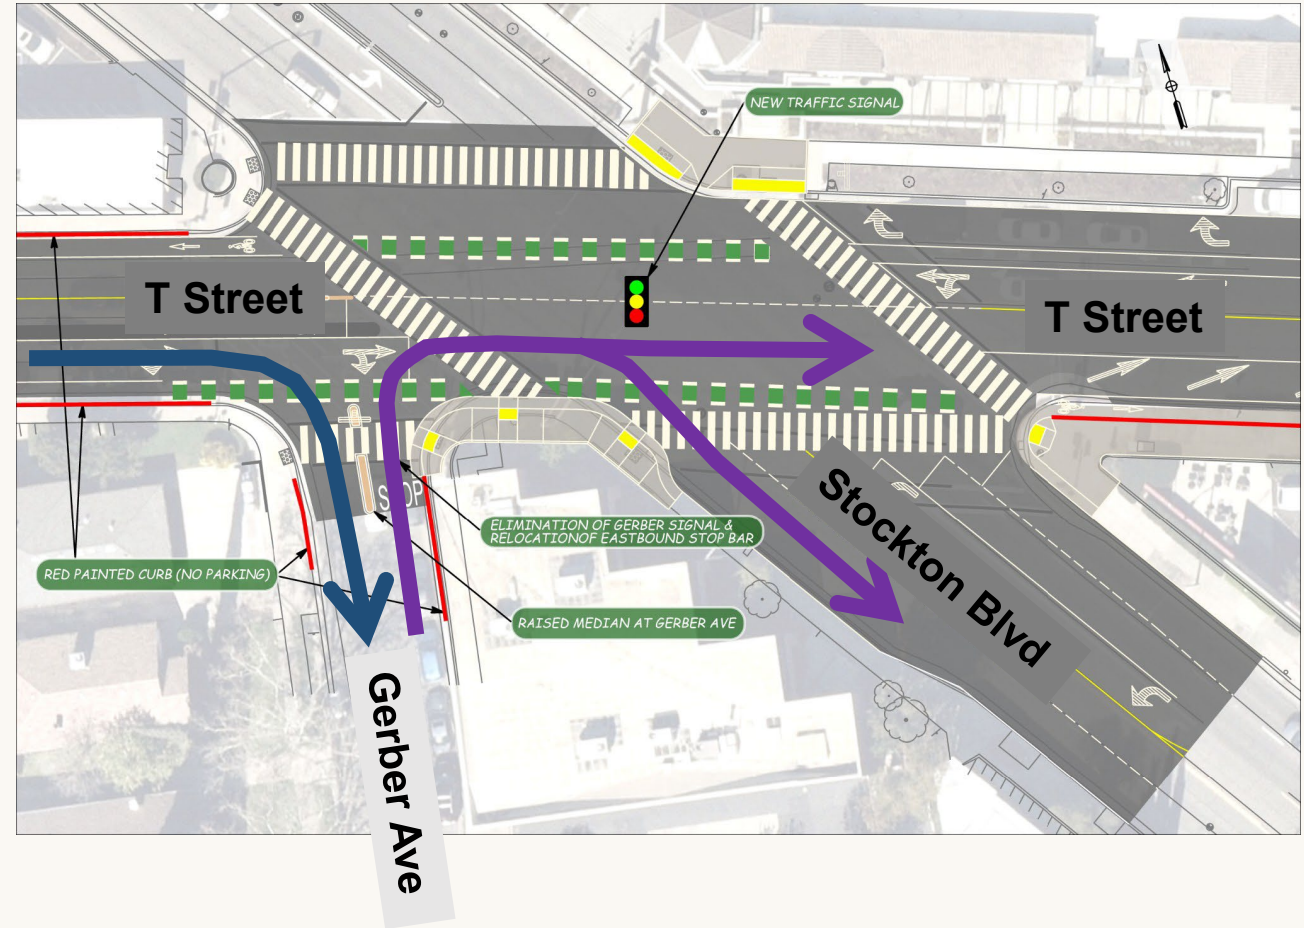 NEW TRAFFIC SIGNAL
T Street
T Street
STOP
ELIMINATION OF GERBER SIGNAL &
RELOCATIONOF EASTBOUND STOP BAR
Stockton Blvd
RED PAINTED CURB (NO PARKING)
RAISED MEDIAN AT GERBER AVE
Gerber Ave